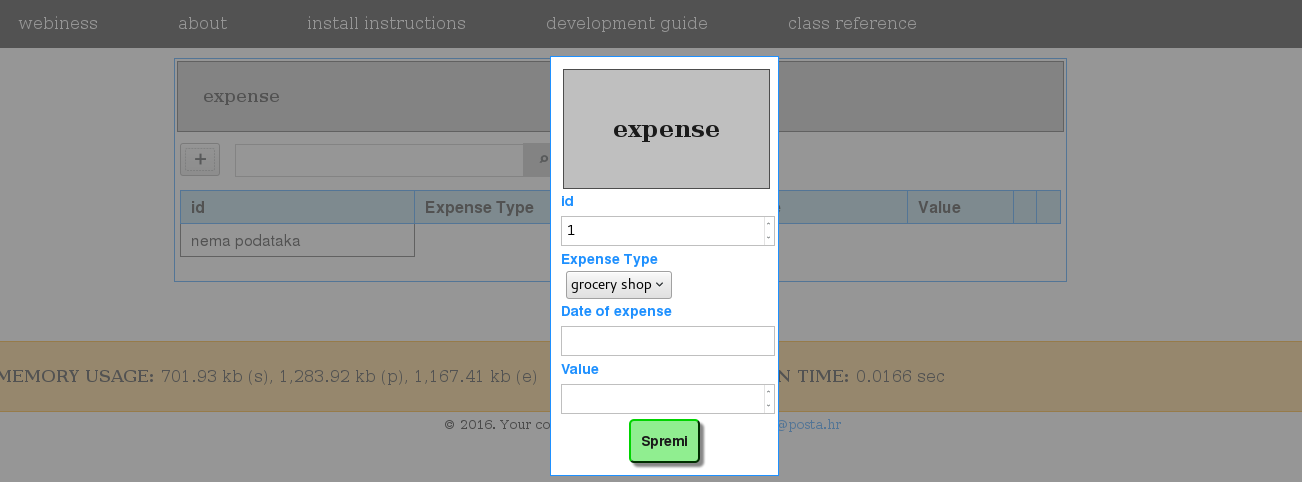 webiness about install instructions development guide class reference
expense
expense
id
1
Expense Type
grocery shop
Date of expense
Value
Spremi
id Expense Type Value
nema podataka
MEMORY USAGE: 701.93 kb (s), 1,283.92 kb (p), 1,167.41 kb (e) TIME: 0.0166 sec
© 2016. Your @posta.hr